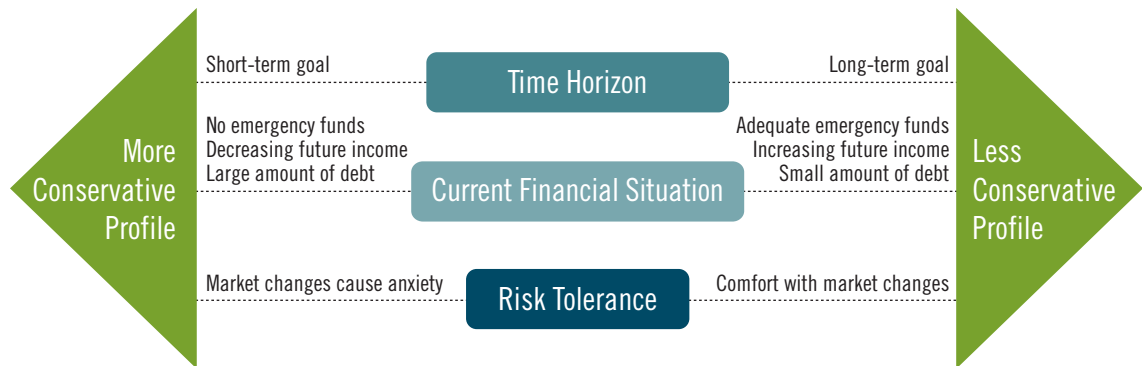 More
Conservative
Profile
Short-term goal
Time Horizon
Long-term goal
No emergency funds
Decreasing future income
Large amount of debt
Current Financial Situation
Adequate emergency funds
Increasing future income
Small amount of debt
Market changes cause anxiety
Risk Tolerance
Comfort with market changes
Less
Conservative
Profile